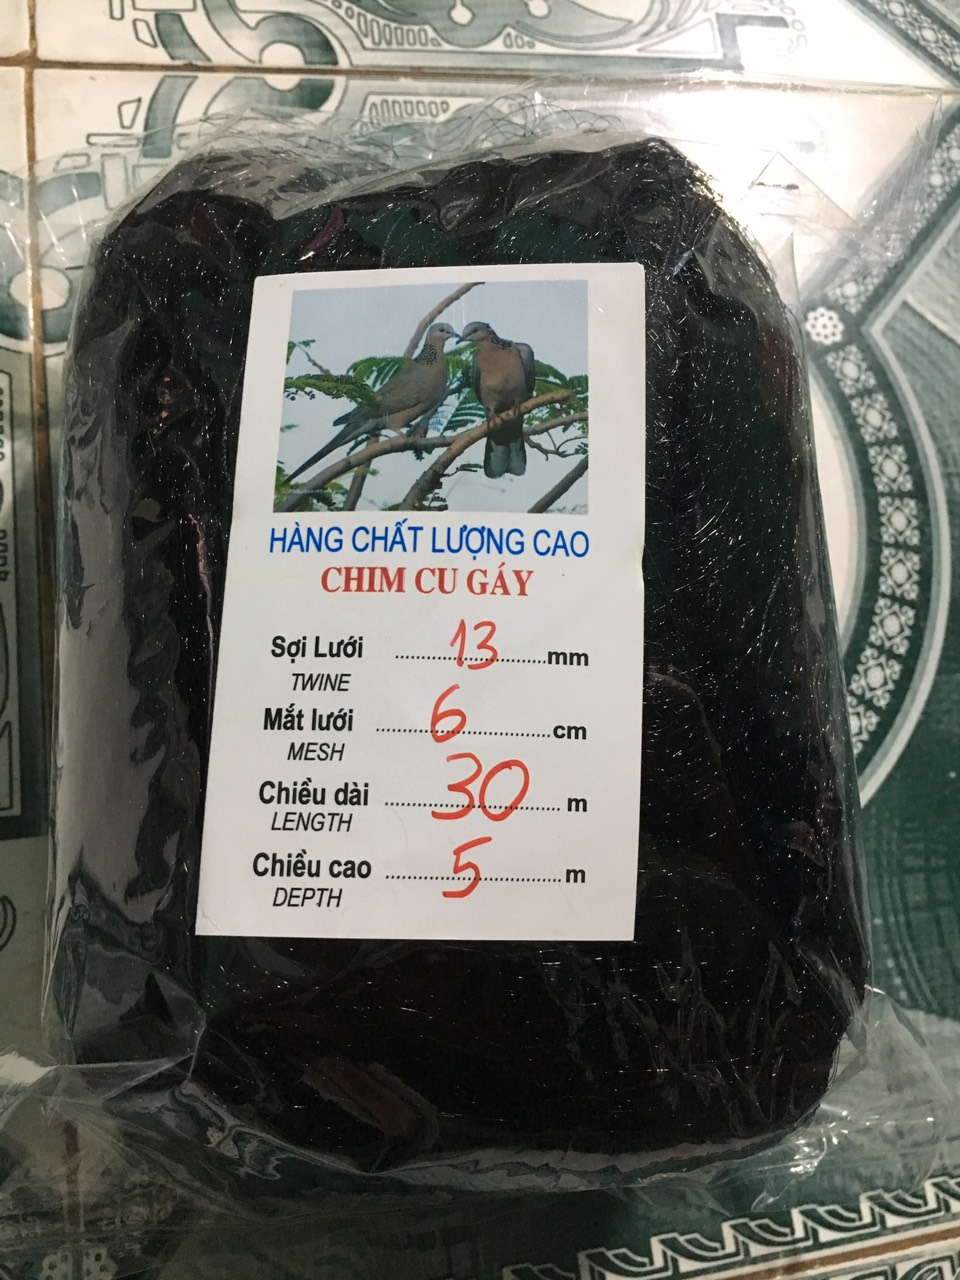 HÀNG CHẤT LƯỢNG CAO
CHIM CU GÁY
Sợi Lưới ........13........mm
TWINE
Mắt lưới ........6........cm
MESH
Chiều dài ........30........ m
LENGTH
Chiều cao ........5........ m
DEPTH